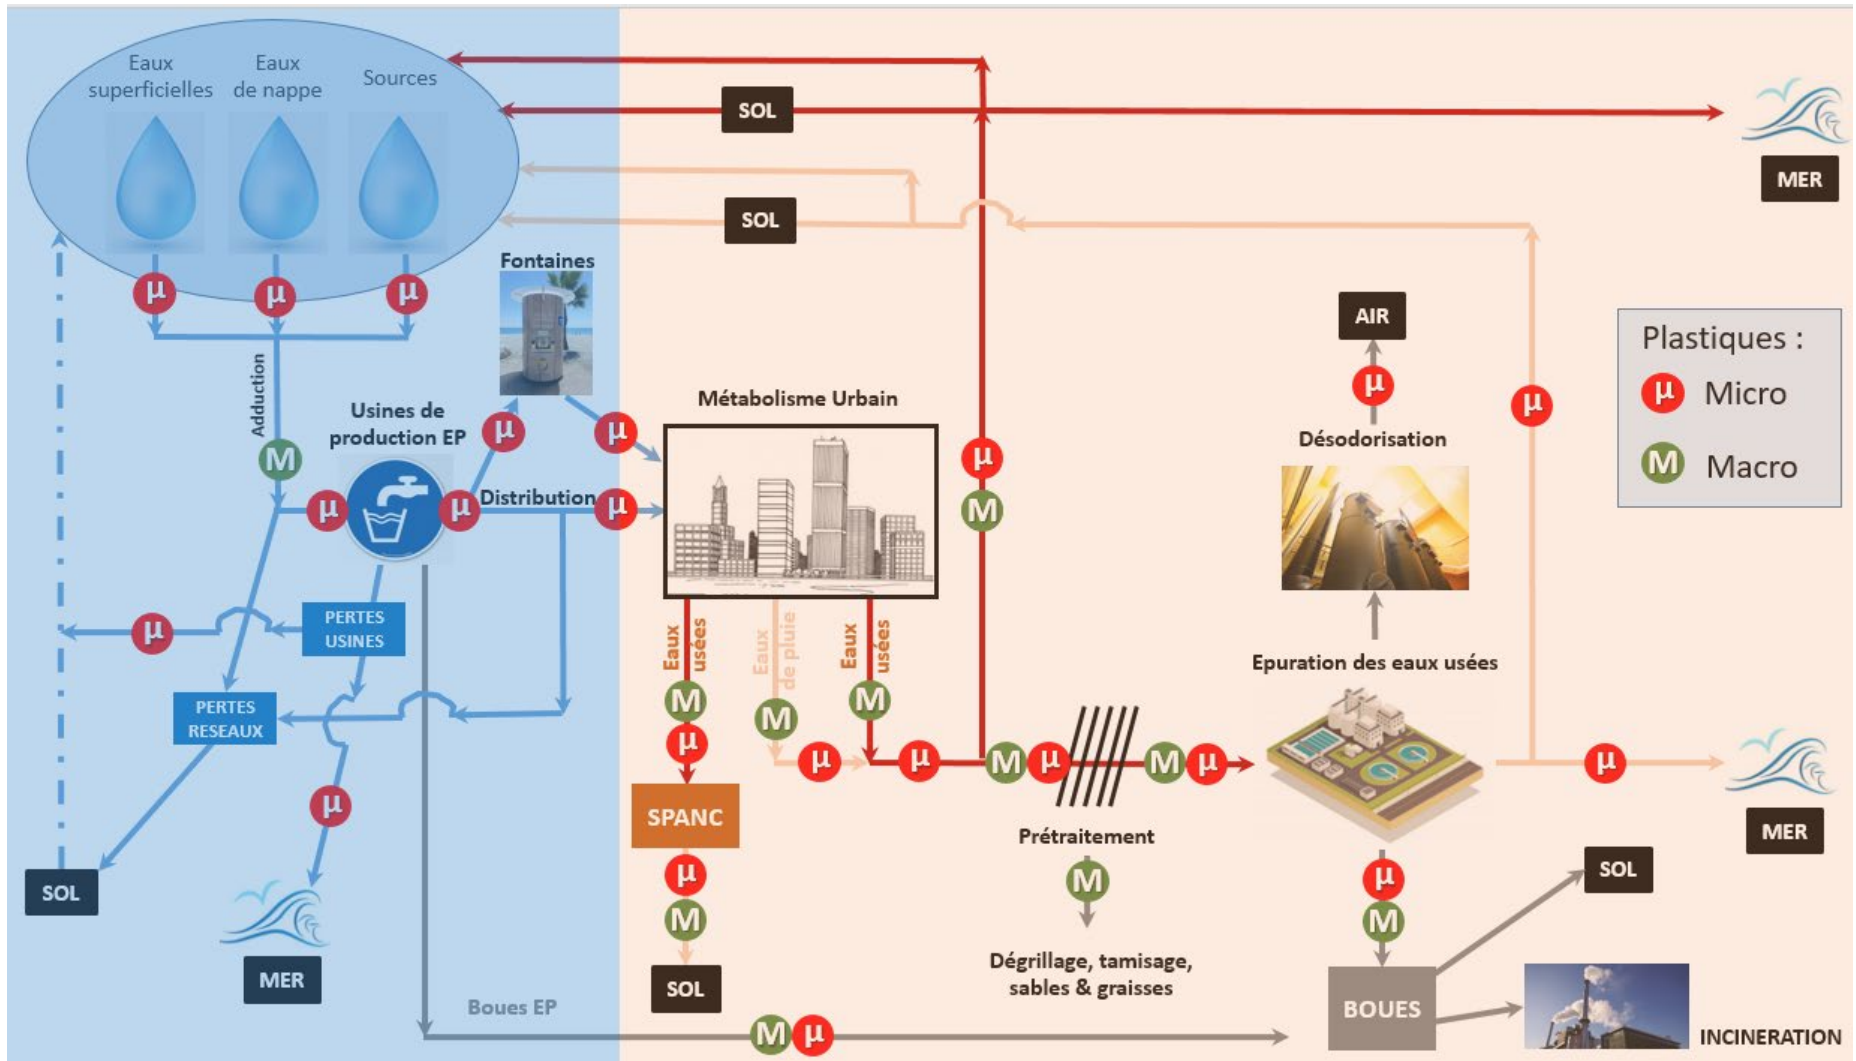 Eaux
superficielles
Eaux
de nappe
Sources
µ
µ
µ
Adduction
M
Fontaines
Usines de
production EP
µ
µ
µ
Distribution
µ
µ
PERTES
USINES
µ
PERTES
RESEAUX
µ
SOL
MER
Boues EP
M
µ
SOL
SOL
MER
Métabolisme Urbain
Eaux
usées
Eaux
de pluie
Eaux
usées
M
µ
SPANC
µ
M
SOL
M
µ
M
µ
µ
M
M
µ
M
µ
Prétraitement
M
Dégrillage, tamisage,
sables & graisses
AIR
µ
Désodorisation
Epuration des eaux usées
µ
µ
MER
µ
M
BOUES
SOL
INCINERATION
Plastiques :
µ
Micro
M
Macro